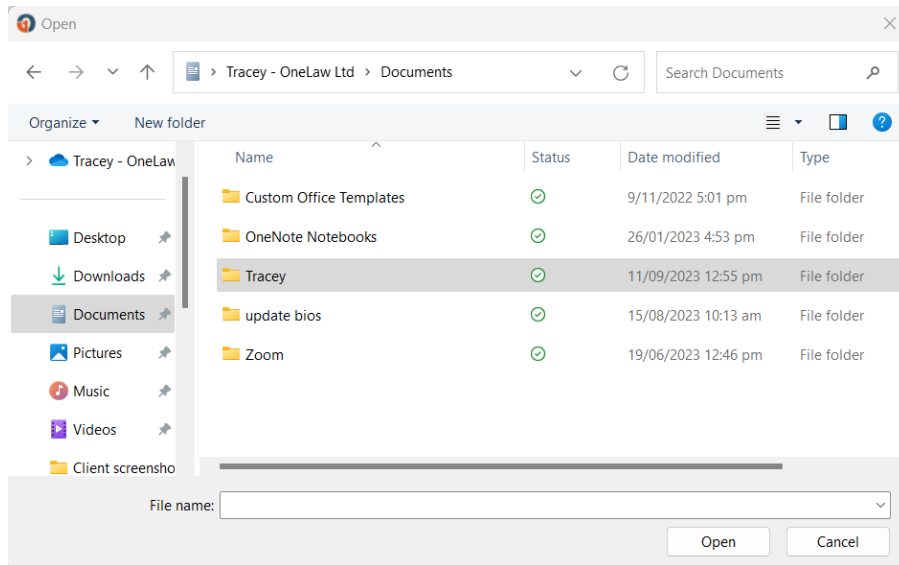 Open
Tracey - OneLaw Ltd > Documents
Search Documents
Organize
New folder
Tracey - OneLaw
Name Status Date modified Type
Custom Office Templates 9/11/2022 5:01 pm File folder
Desktop
OneNote Notebooks 26/01/2023 4:53 pm File folder
Downloads
Tracey 11/09/2023 12:55 pm File folder
Documents
update bios 15/08/2023 10:13 am File folder
Pictures
Zoom 19/06/2023 12:46 pm File folder
Music
Videos
Client screensho
File name:
Open
Cancel